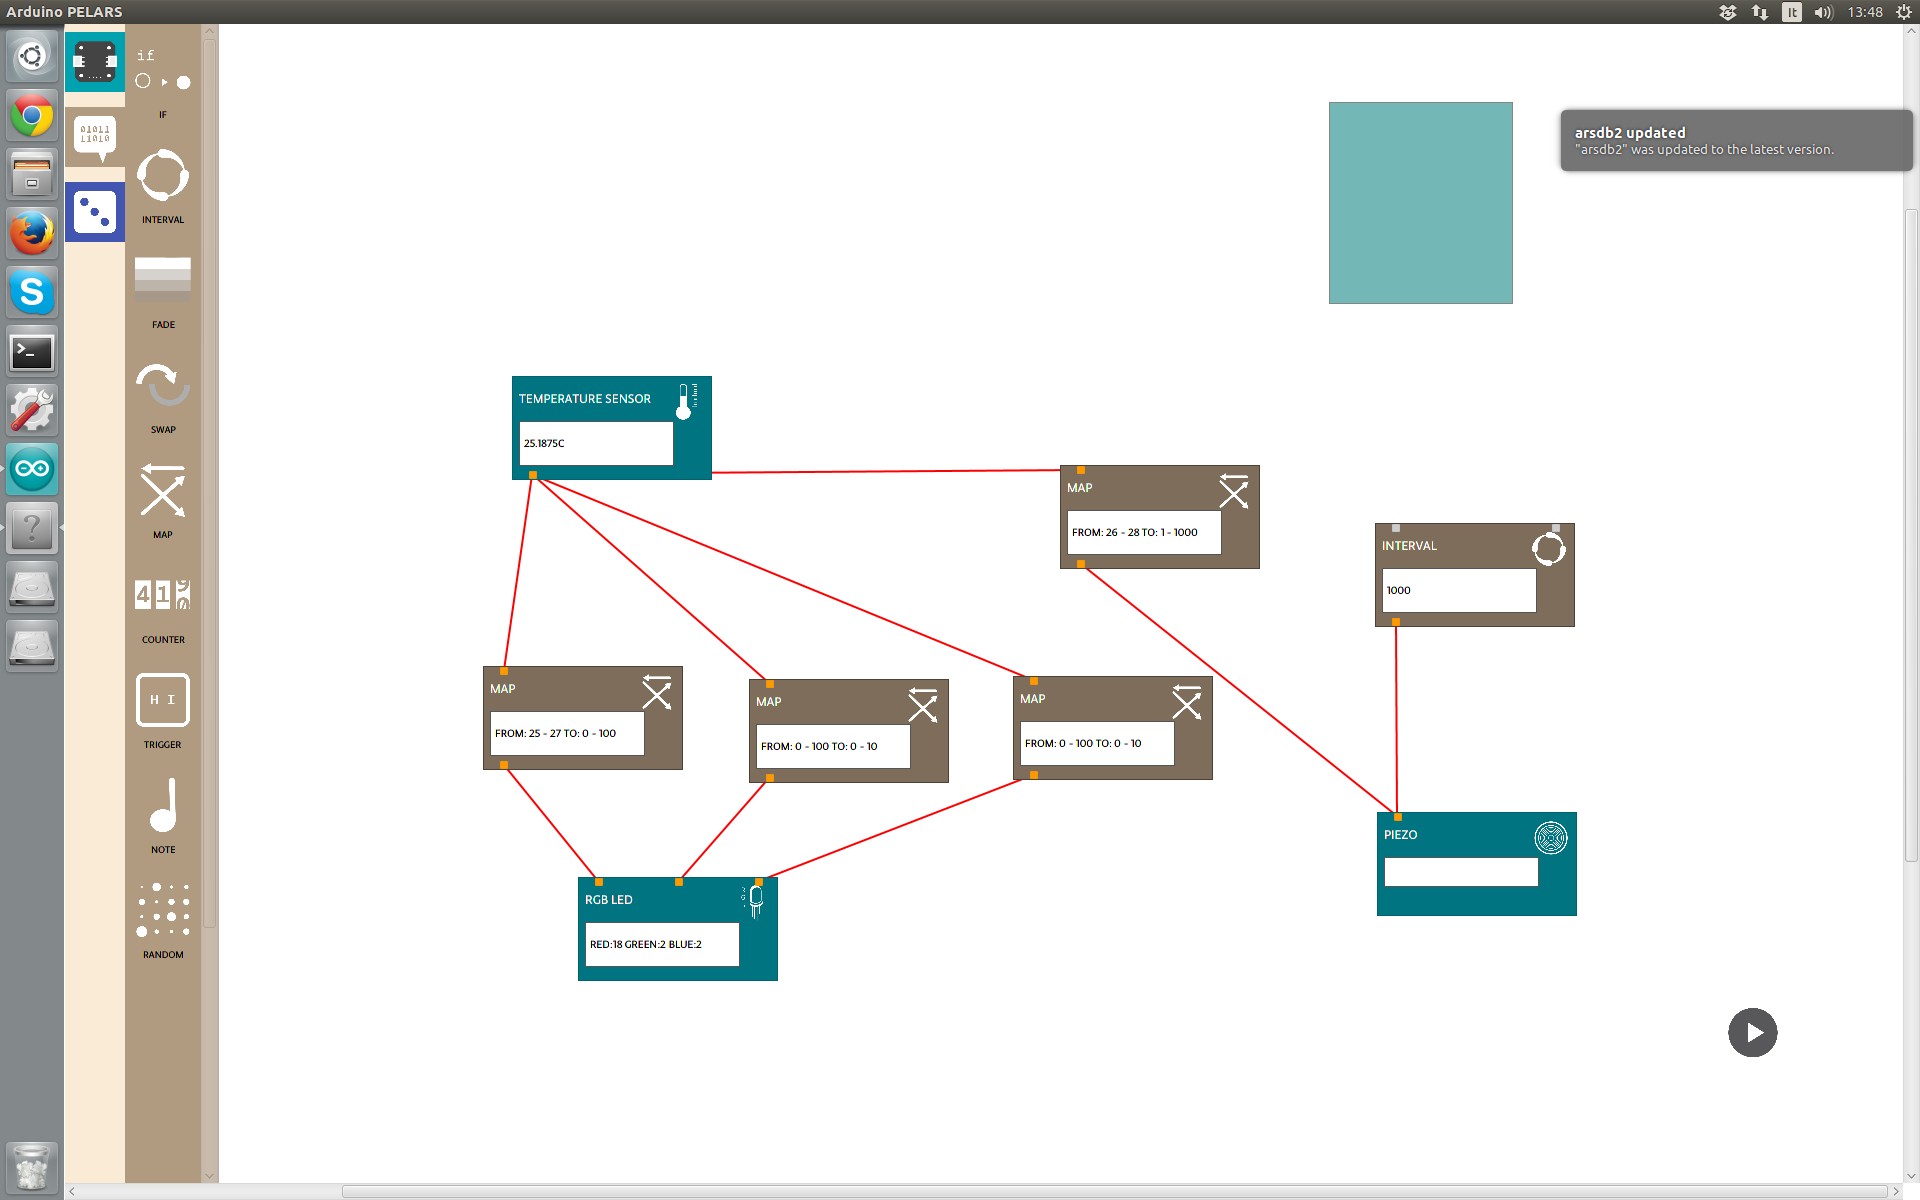 Arduino PELARS
It
13:48
if
IF
INTERVAL
FADE
SWAP
MAP
COUNTER
H I
TRIGGER
NOTE
RANDOM
01011
11010
arsdb2 updated
"arsdb2" was updated to the latest version.
TEMPERATURE SENSOR
25.1875C
MAP
FROM: 26 - 28 TO: 1 - 1000
INTERVAL
1000
MAP
FROM: 25 - 27 TO: 0 - 100
MAP
FROM: 0 - 100 TO: 0 - 10
MAP
FROM: 0 - 100 TO: 0 - 10
PIEZO
RGB LED
RED:18 GREEN:2 BLUE:2